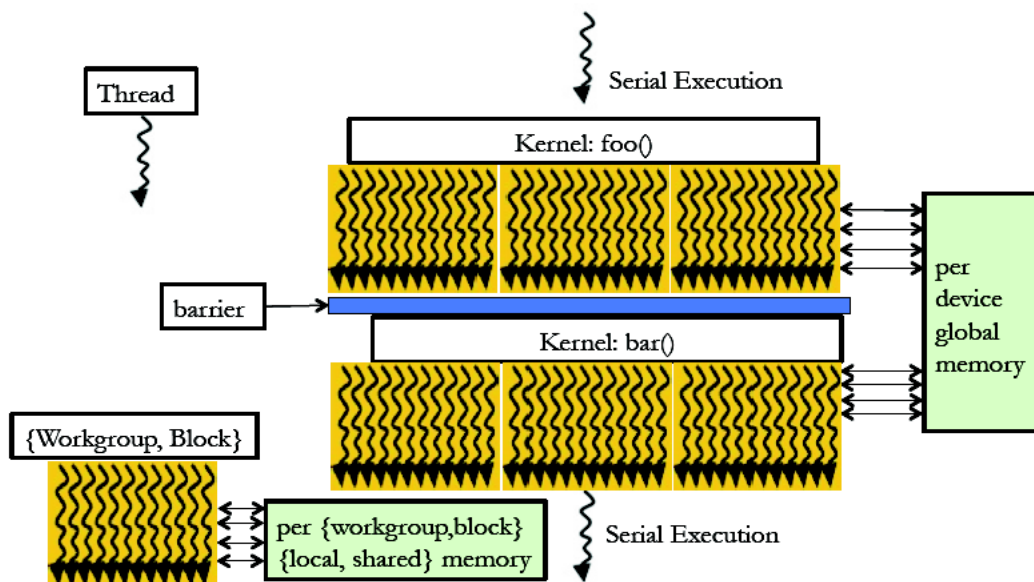 Serial Execution
Thread
Kernel: foo()
per
device
global
memory
barrier
Kernel: bar()
{Workgroup, Block}
per {workgroup,block}
{local, shared} memory
Serial Execution